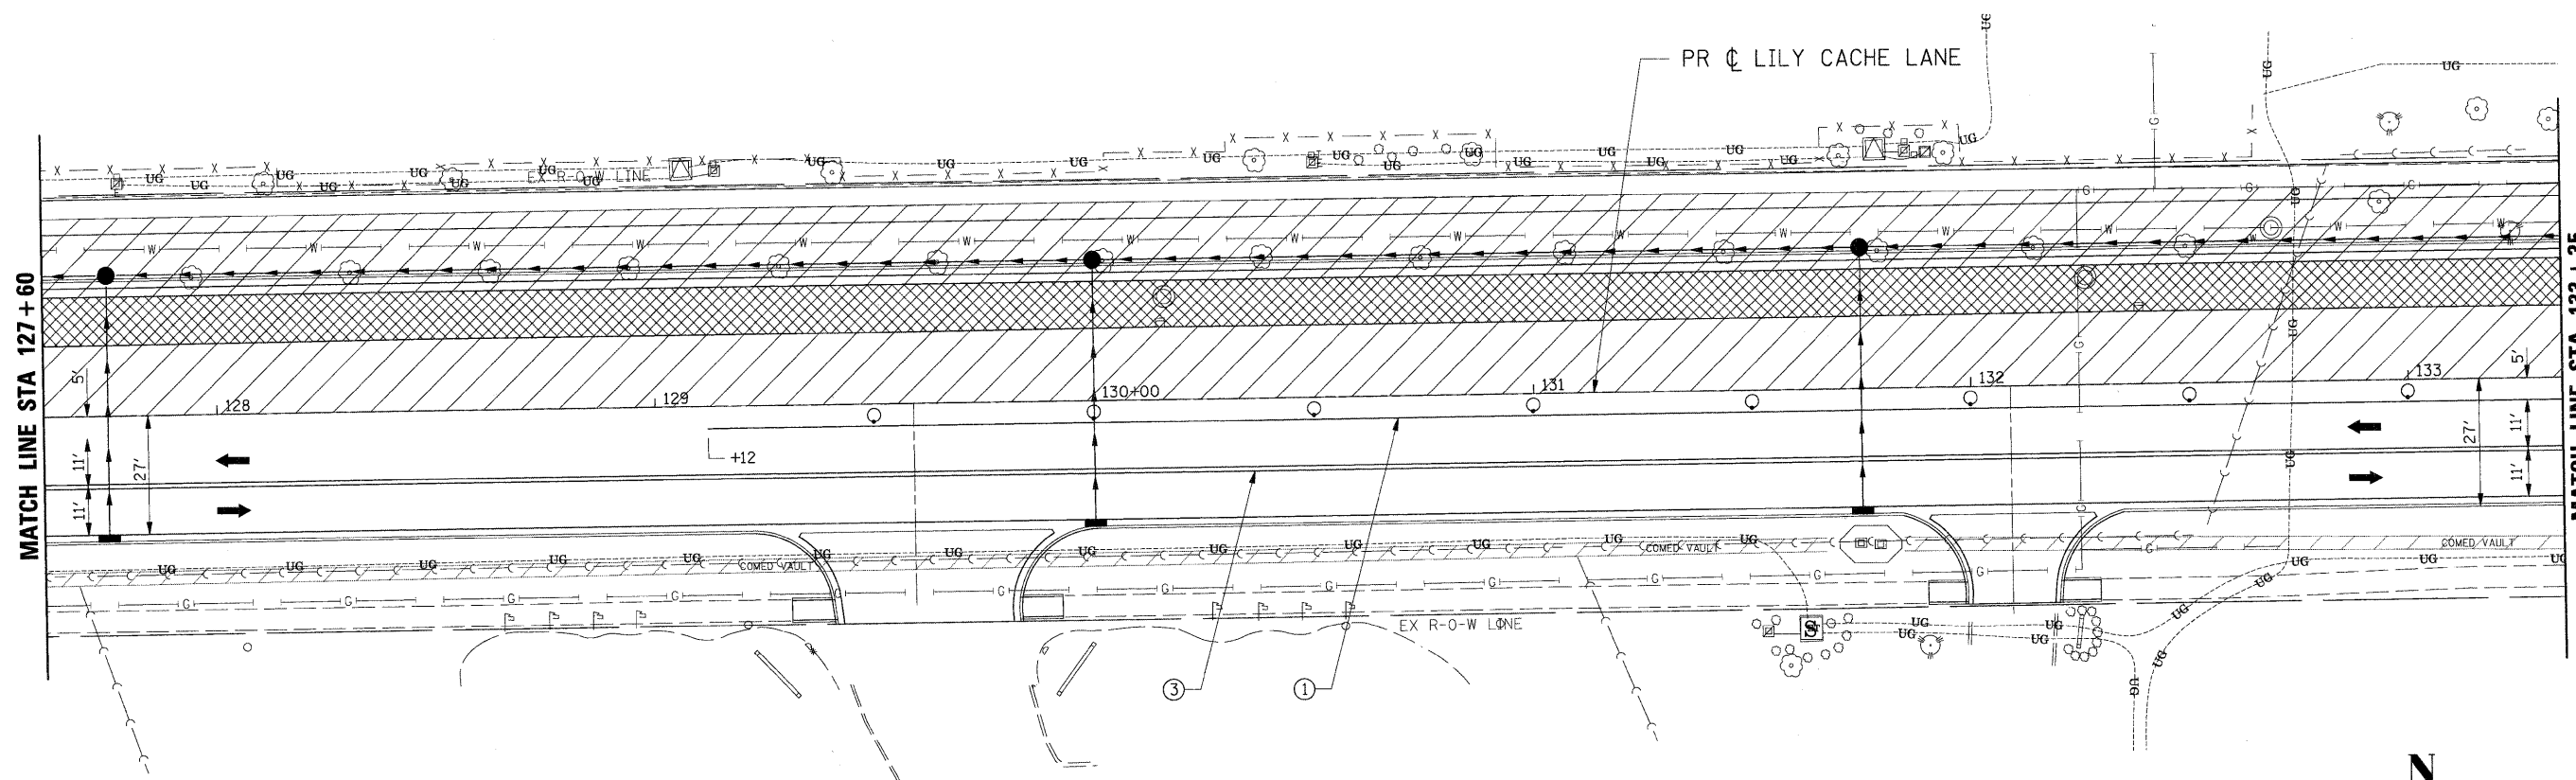 PR ℄ LILY CACHE LANE
EX R-O-W LINE
MATCH LINE STA 127+60
128
129
130+00
131
132
133
+12
5'
11'
27'
11'
5'
11'
27'
11'
COMED VAULT
COMED VAULT
COMED VAULT
EX R-O-W LINE
S
3
1
N